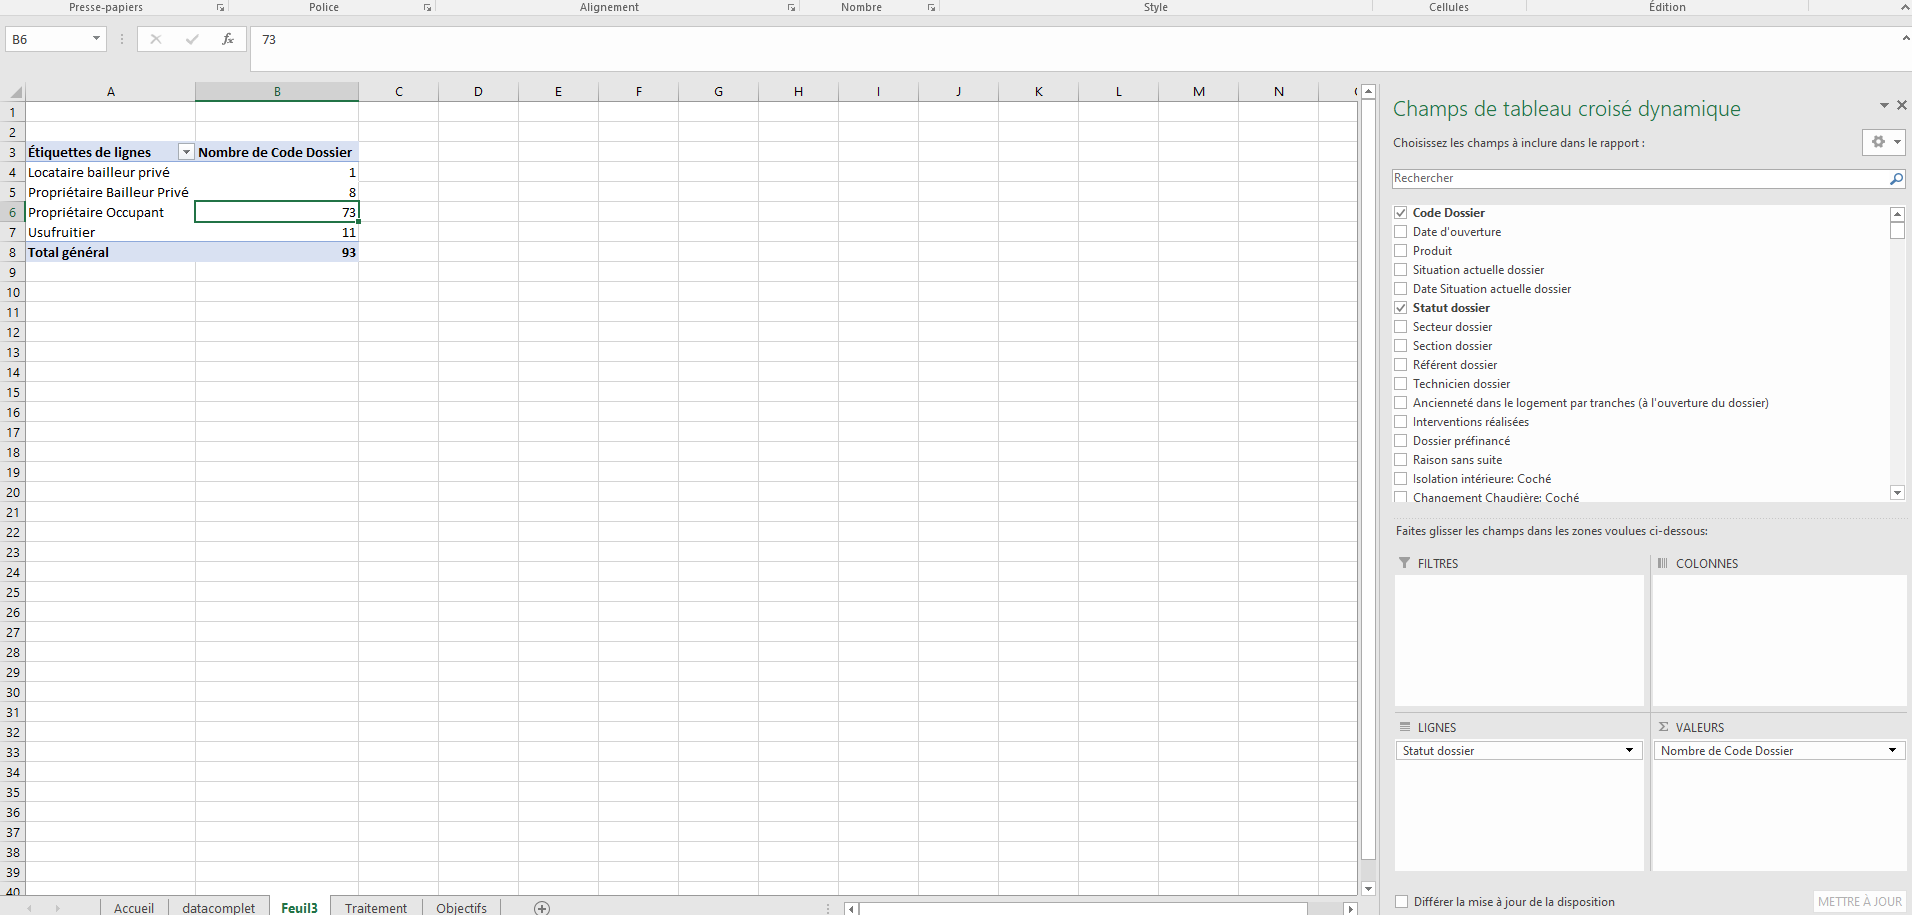 Presse-papiers Police Alignement Nombre Style Cellules Édition
B6 fx 73
A B C D E F G H I J K L M N
1
2
3 Étiquettes de lignes Nombre de Code Dossier
4 Locataire bailleur privé 1
5 Propriétaire Bailleur Privé 8
6 Propriétaire Occupant 73
7 Usufruitier 11
8 Total général 93
9
10
11
12
13
14
15
16
17
18
19
20
21
22
23
24
25
26
27
28
29
30
31
32
33
34
35
36
37
38
39
40
Accueil datacomplet Feuil3 Traitement Objectifs
Champs de tableau croisé dynamique
Choisissez les champs à inclure dans le rapport :
Rechercher
Code Dossier
Date d'ouverture
Produit
Situation actuelle dossier
Date Situation actuelle dossier
Statut dossier
Secteur dossier
Section dossier
Référent dossier
Technicien dossier
Ancienneté dans le logement par tranches (à l'ouverture du dossier)
Interventions réalisées
Dossier préfinancé
Raison sans suite
Isolation intérieure: Coché
Changement Chaudière: Coché
Faites glisser les champs dans les zones voulues ci-dessous:
FILTRES COLONNES
LIGNES Σ VALEURS
Statut dossier Nombre de Code Dossier
Différer la mise à jour de la disposition METTRE À JOUR